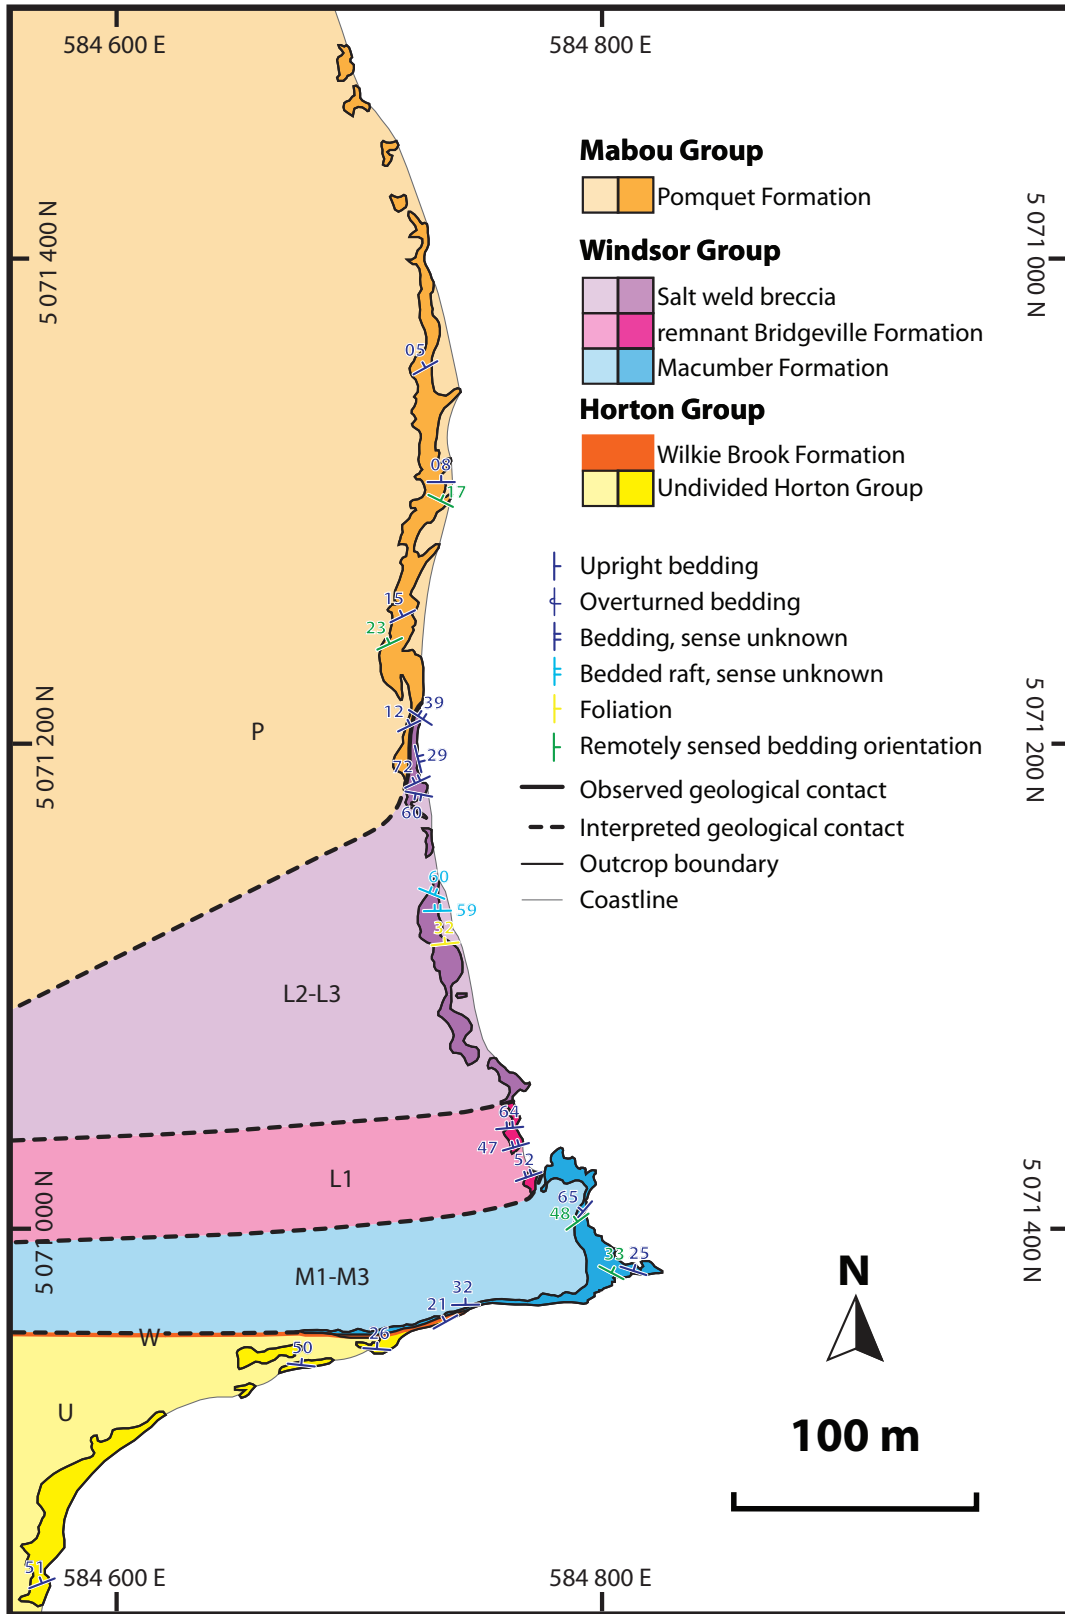 584 600 E
584 800 E
5 071 400 N
5 071 000 N
Mabou Group
Pomquet Formation
Windsor Group
Salt weld breccia
remnant Bridgeville Formation
Macumber Formation
Horton Group
Wilkie Brook Formation
Undivided Horton Group
Upright bedding
Overturned bedding
Bedding, sense unknown
Bedded raft, sense unknown
Foliation
Remotely sensed bedding orientation
Observed geological contact
Interpreted geological contact
Outcrop boundary
Coastline
05
08
17
15
23
12
39
29
72
60
5 071 200 N
5 071 200 N
P
60
59
32
L2-L3
64
47
52
L1
65
48
33
25
5 071 000 N
5 071 400 N
M1-M3
32
21
26
W
50
U
51
N
100 m
584 600 E
584 800 E